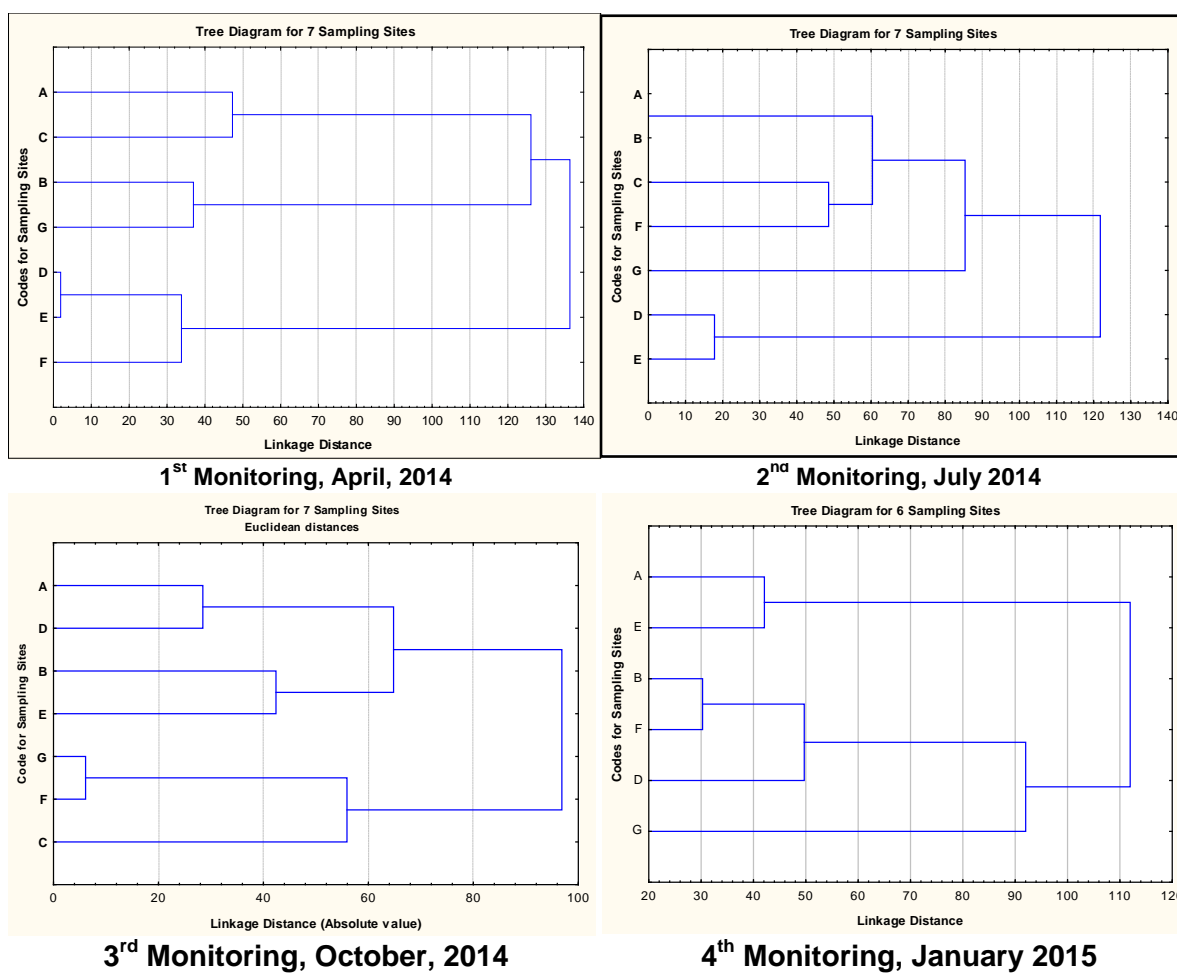 Tree Diagram for 7 Sampling Sites
Codes for Sampling Sites
A
C
B
G
D
E
F
0 10 20 30 40 50 60 70 80 90 100 110 120 130 140
Linkage Distance
1st Monitoring, April, 2014
Tree Diagram for 7 Sampling Sites
Codes for Sampling Sites
A
B
C
F
G
D
E
0 10 20 30 40 50 60 70 80 90 100 110 120 130 140
Linkage Distance
2nd Monitoring, July 2014
Tree Diagram for 7 Sampling Sites
Euclidean distances
Code for Sampling Sites
A
D
B
E
G
F
C
0 20 40 60 80 100
Linkage Distance (Absolute value)
3rd Monitoring, October, 2014
Tree Diagram for 6 Sampling Sites
Codes for Sampling Sites
A
E
B
F
D
G
20 30 40 50 60 70 80 90 100 110 120
Linkage Distance
4th Monitoring, January 2015